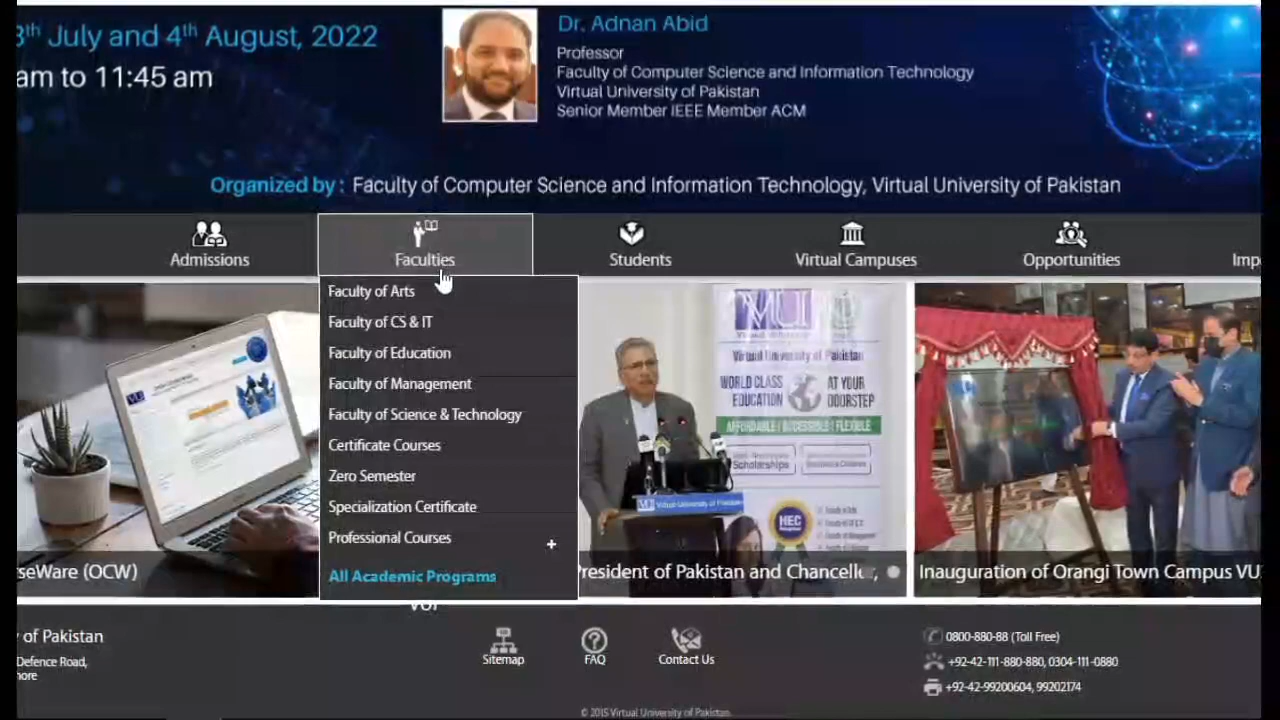 8th July and 4th August, 2022
am to 11:45 am
Dr. Adnan Abid
Professor
Faculty of Computer Science and Information Technology
Virtual University of Pakistan
Senior Member IEEE Member ACM
Organized by : Faculty of Computer Science and Information Technology, Virtual University of Pakistan
Admissions
Faculties
Students
Virtual Campuses
Opportunities
Imp
Faculty of Arts
Faculty of CS & IT
Faculty of Education
Faculty of Management
Faculty of Science & Technology
Certificate Courses
Zero Semester
Specialization Certificate
Professional Courses +
All Academic Programs
Virtual University of Pakistan
WORLD CLASS EDUCATION
AT YOUR DOORSTEP
AFFORDABLE | ACCESSIBLE | FLEXIBLE
Scholarships
HEC
Virtual University of Pakistan
seWare (OCW)
President of Pakistan and Chancellor,
Inauguration of Orangi Town Campus VU
of Pakistan
Defence Road,
ore
Sitemap
FAQ
Contact Us
0800-880-88 (Toll Free)
+92-42-111-880-880, 0304-111-0880
+92-42-99200604, 99202174
© 2015 Virtual University of Pakistan.